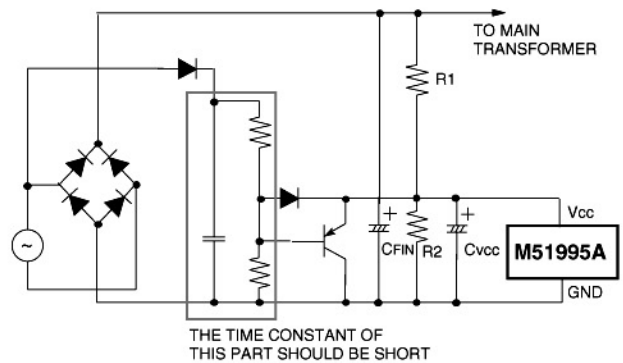 TO MAIN
TRANSFORMER
R1
+
+
CFIN
R2
CVCC
VCC
M51995A
GND
~
THE TIME CONSTANT OF
THIS PART SHOULD BE SHORT